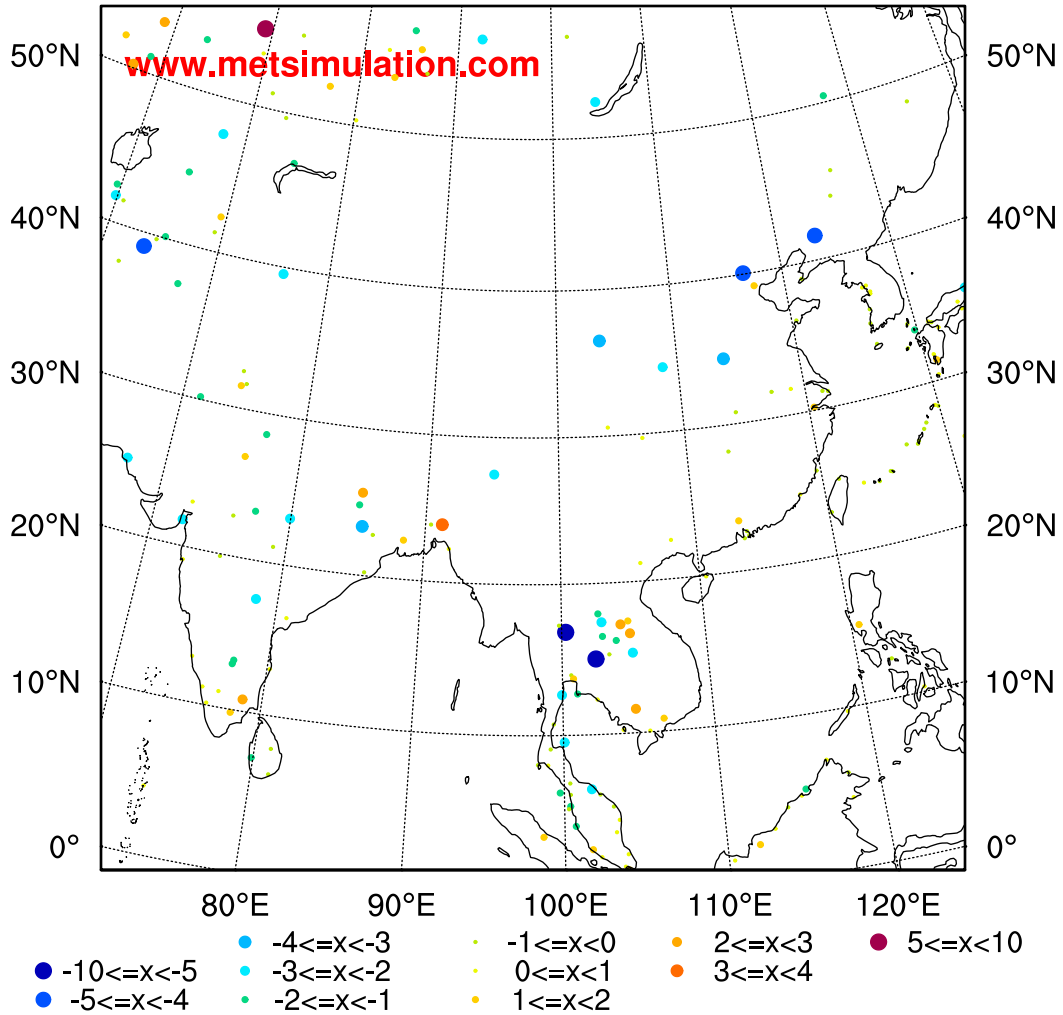 50°N 50°N
www.metsimulation.com
40°N 40°N
30°N 30°N
20°N 20°N
10°N 10°N
0° 0°
80°E 90°E 100°E 110°E 120°E
-4<=x<-3 -1<=x<0 2<=x<3 5<=x<10
-10<=x<-5 -3<=x<-2 0<=x<1 3<=x<4
-5<=x<-4 -2<=x<-1 1<=x<2